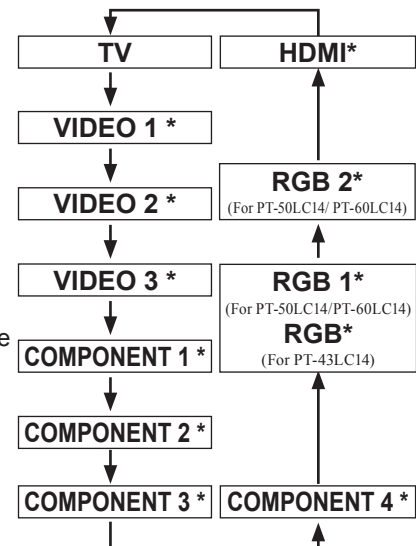 TV
VIDEO 1 *
VIDEO 2 *
VIDEO 3 *
e
COMPONENT 1 *
COMPONENT 2 *
COMPONENT 3 *
COMPONENT 4 *
RGB 1*
(For PT-50LC14/PT-60LC14)
RGB*
(For PT-43LC14)
RGB 2*
(For PT-50LC14/ PT-60LC14)
HDMI*